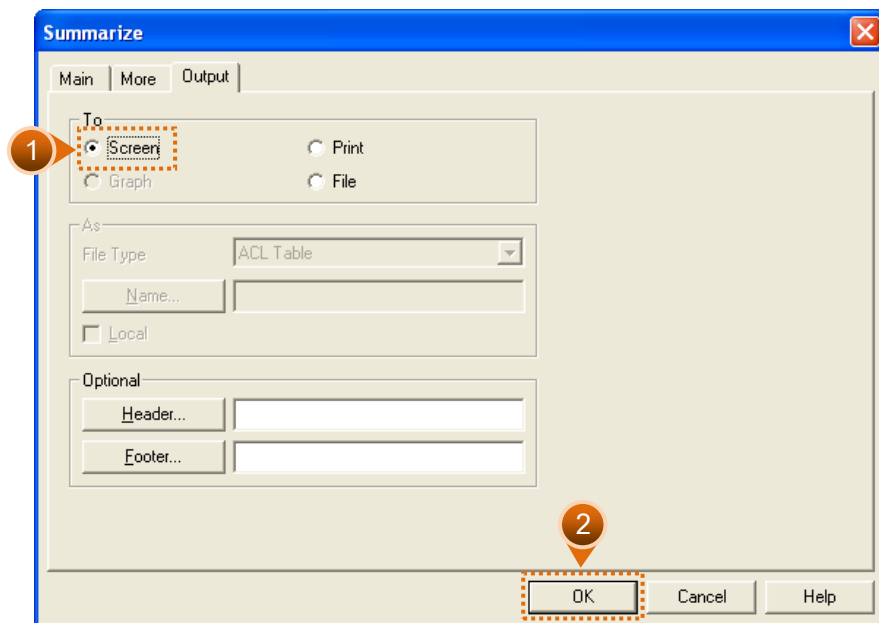 Summarize
Main More Output
To
1 Screen Print
Graph File
As
File Type ACL Table
Name...
Local
Optional
Header...
Footer...
2
OK Cancel Help